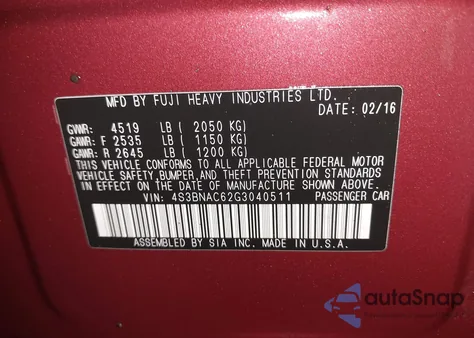 MFD BY FUJI HEAVY INDUSTRIES LTD.
DATE: 02/16
GVWR: 4519 LB ( 2050 KG)
GAWR: F 2535 LB ( 1150 KG)
GAWR: R 2645 LB ( 1200 KG)
THIS VEHICLE CONFORMS TO ALL APPLICABLE FEDERAL MOTOR
VEHICLE SAFETY,BUMPER,AND THEFT PREVENTION STANDARDS
IN EFFECT ON THE DATE OF MANUFACTURE SHOWN ABOVE.
VIN: 4S3BNAC62G3040511 PASSENGER CAR
ASSEMBLED BY SIA INC. MADE IN U.S.A.
autoSnap
www.autosnap.com